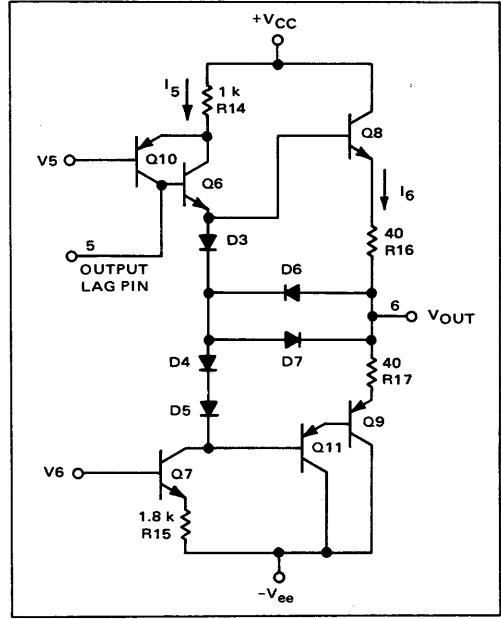 +VCC
I5
1 k
R14
Q8
V5
Q10
Q6
I6
5
OUTPUT
LAG PIN
D3
40
R16
D6
6
VOUT
D7
D4
40
R17
D5
Q9
Q11
V6
Q7
1.8 k
R15
-Vee